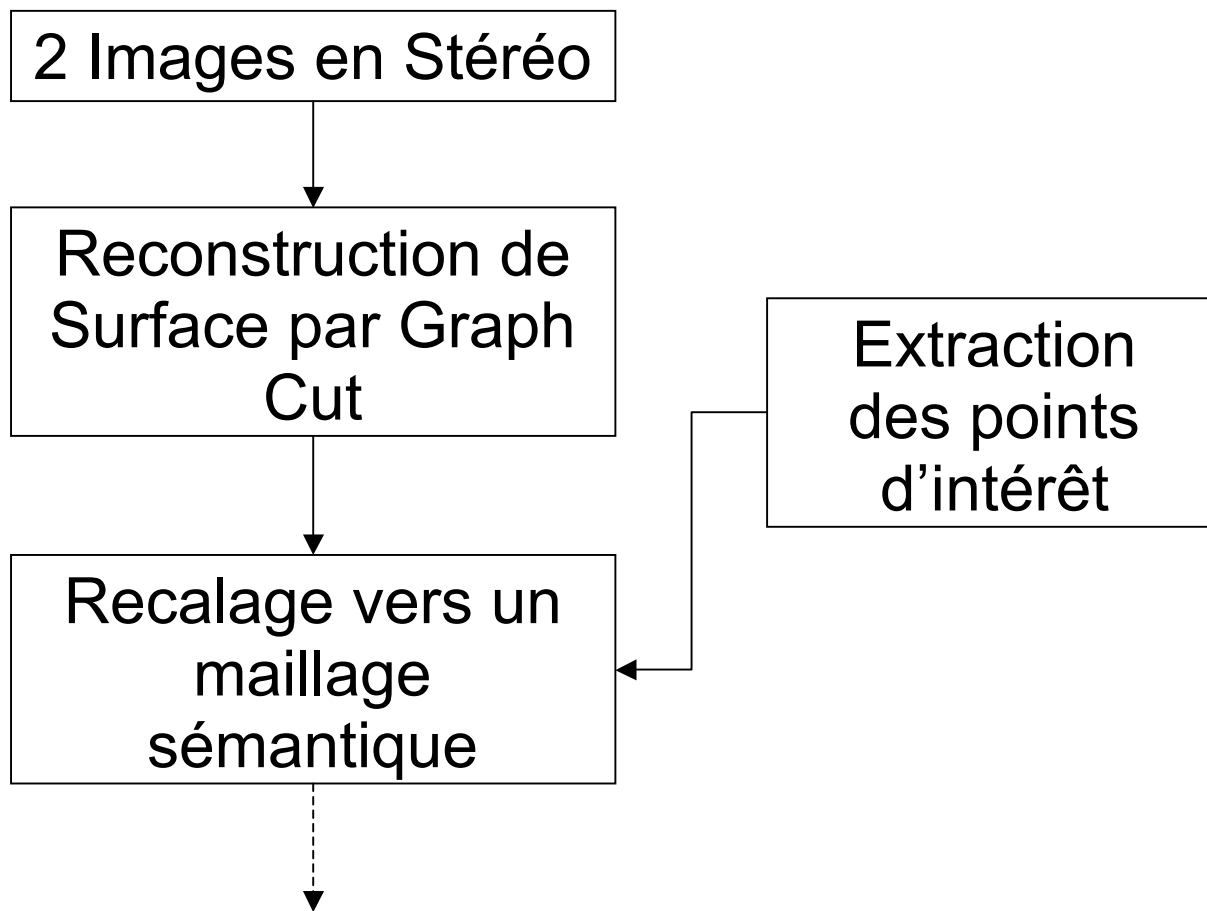 2 Images en Stéréo
Reconstruction de
Surface par Graph
Cut
Extraction
des points
d’intérêt
Recalage vers un
maillage
sémantique